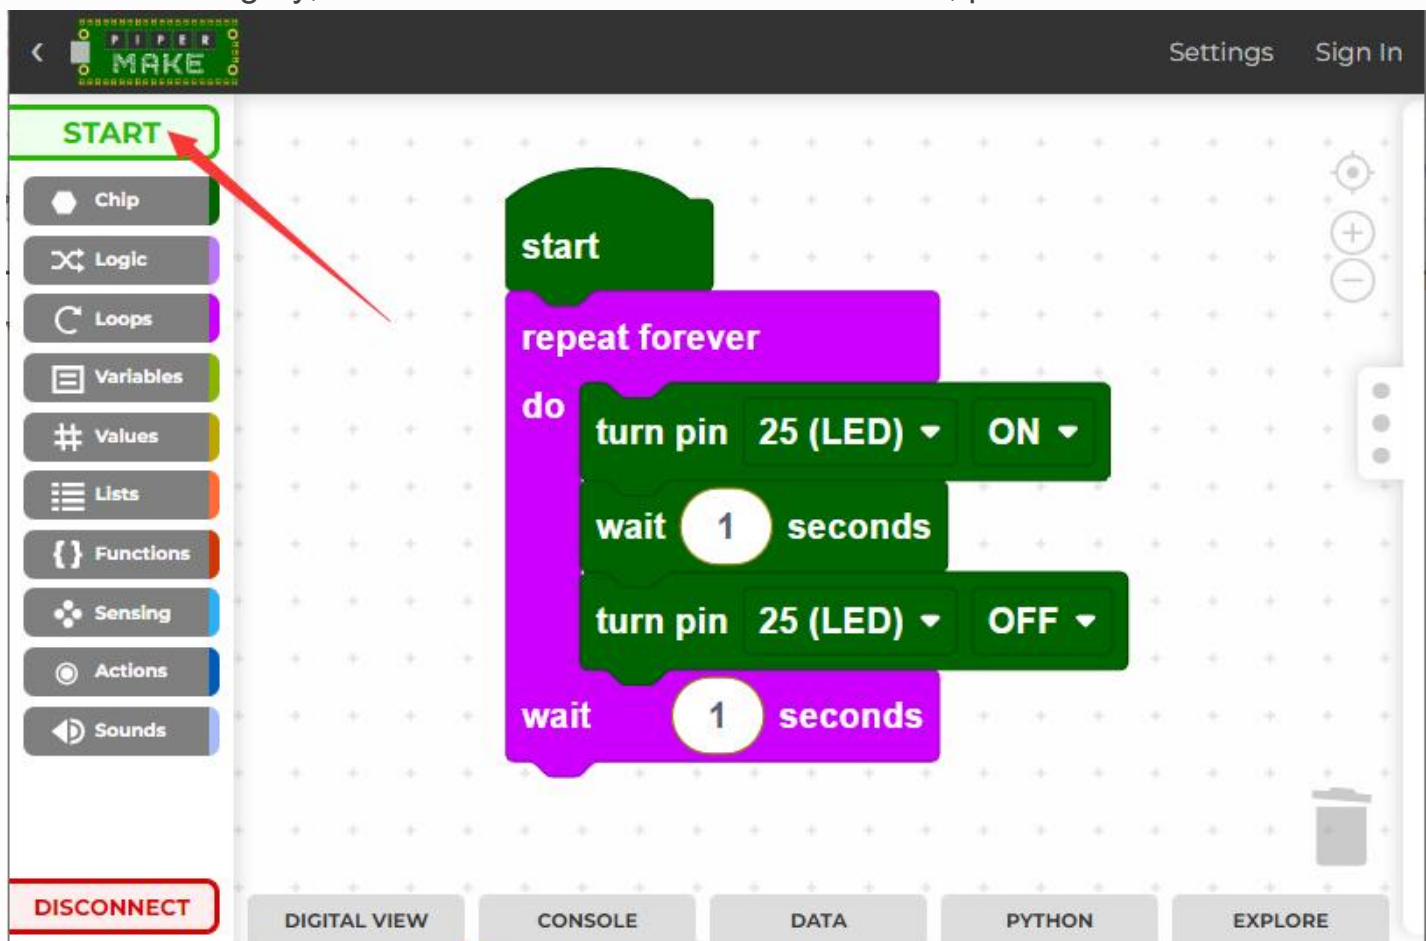 PIPER
MAKE
Settings Sign In
START
Chip
Logic
Loops
Variables
Values
Lists
Functions
Sensing
Actions
Sounds
DISCONNECT
start
repeat forever
do
turn pin 25 (LED) ON
wait 1 seconds
turn pin 25 (LED) OFF
wait 1 seconds
DIGITAL VIEW CONSOLE DATA PYTHON EXPLORE